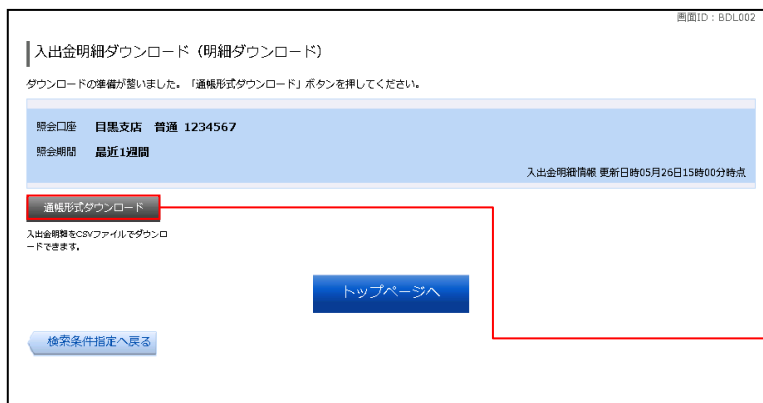 画面ID：BDL002
入出金明細ダウンロード（明細ダウンロード）
ダウンロードの準備が整いました。「通帳形式ダウンロード」ボタンを押してください。
照会口座 目黒支店 普通 1234567
照会期間 最近1週間
入出金明細情報 更新日時05月26日15時00分時点
通帳形式ダウンロード
入出金明細をCSVファイルでダウンロ
ードできます。
トップページへ
検索条件指定へ戻る